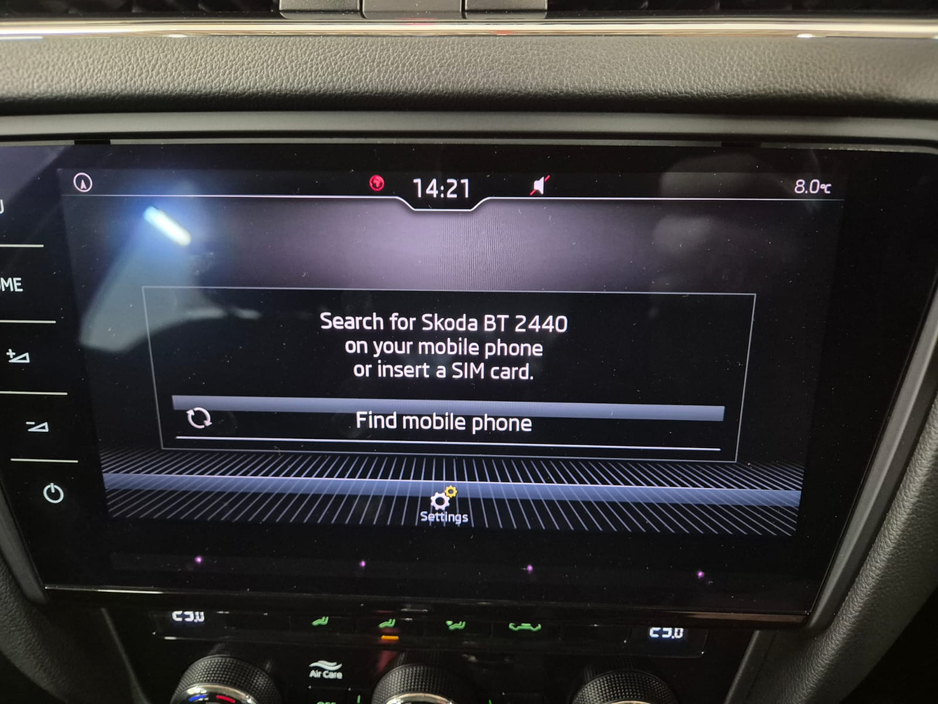 14:21
8.0°C
ME
Search for Skoda BT 2440
on your mobile phone
or insert a SIM card.
Find mobile phone
Settings
Air Care